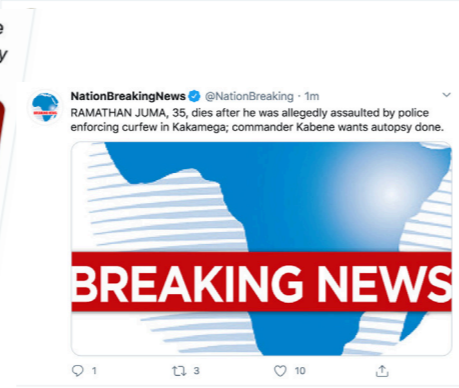 e
y
NationBreakingNews @NationBreaking · 1m
RAMATHAN JUMA, 35, dies after he was allegedly assaulted by police
enforcing curfew in Kakamega; commander Kabene wants autopsy done.
BREAKING NEWS
1 3 10